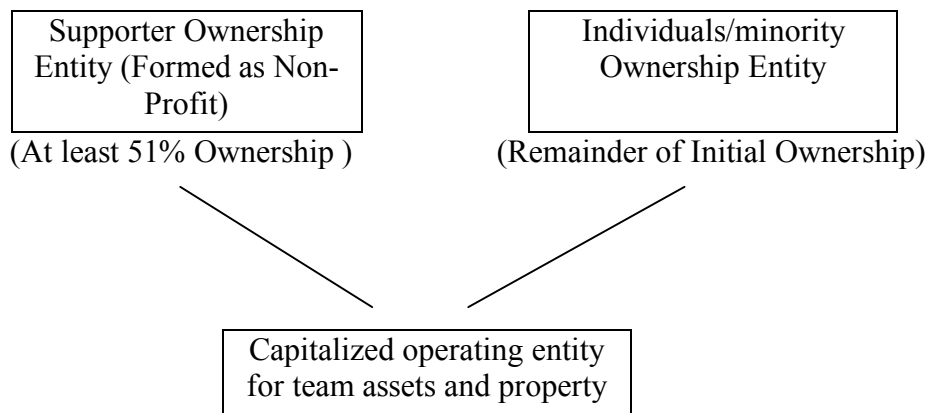 Supporter Ownership
Entity (Formed as Non-
Profit)
(At least 51% Ownership )
Individuals/minority
Ownership Entity
(Remainder of Initial Ownership)
Capitalized operating entity
for team assets and property